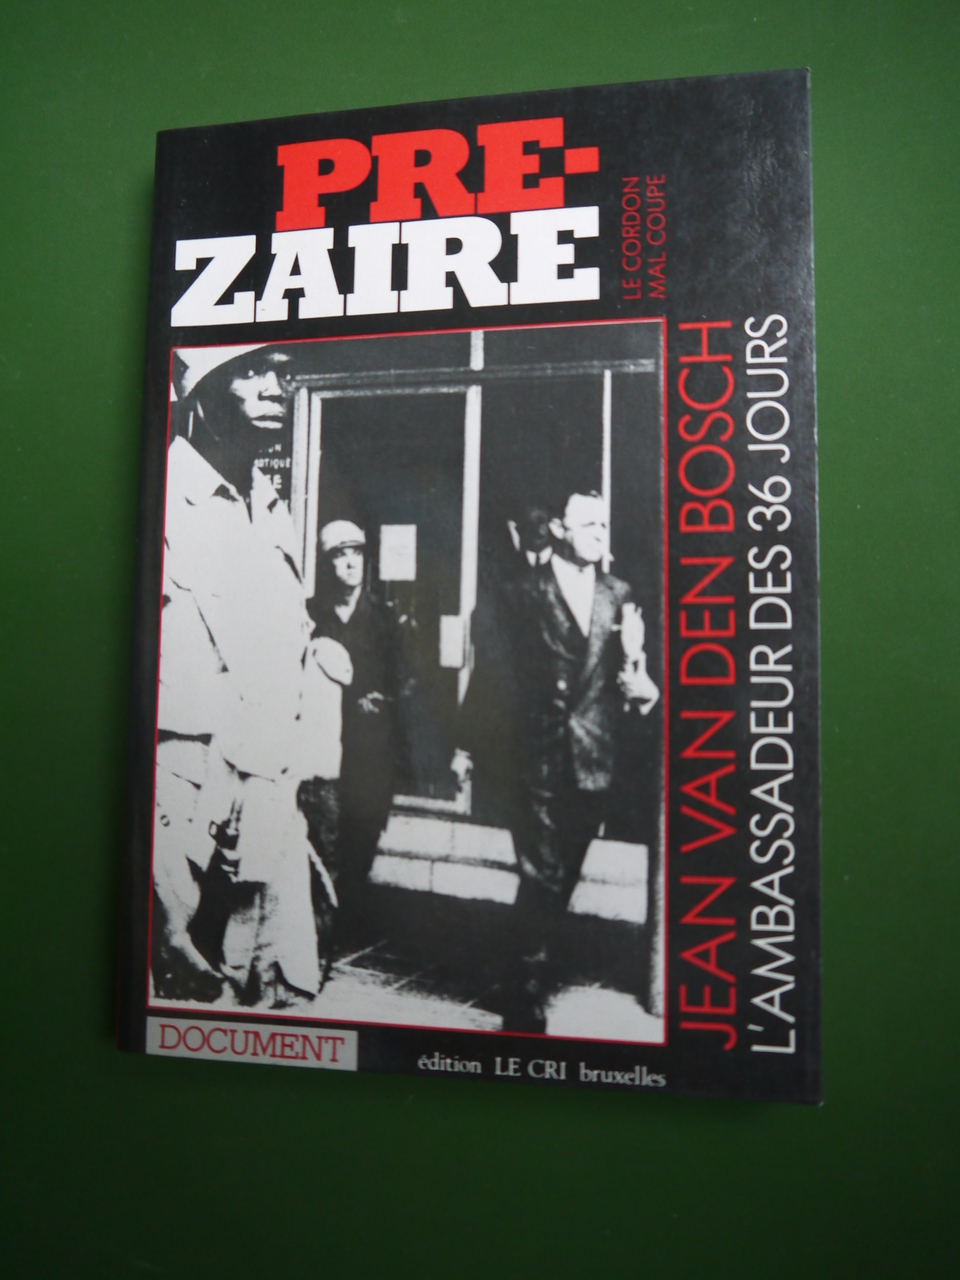 PRE-
ZAIRE
LE CORDON
MAL COUPE
JEAN VAN DEN BOSCH
L'AMBASSADEUR DES 36 JOURS
DOCUMENT
édition LE CRI bruxelles